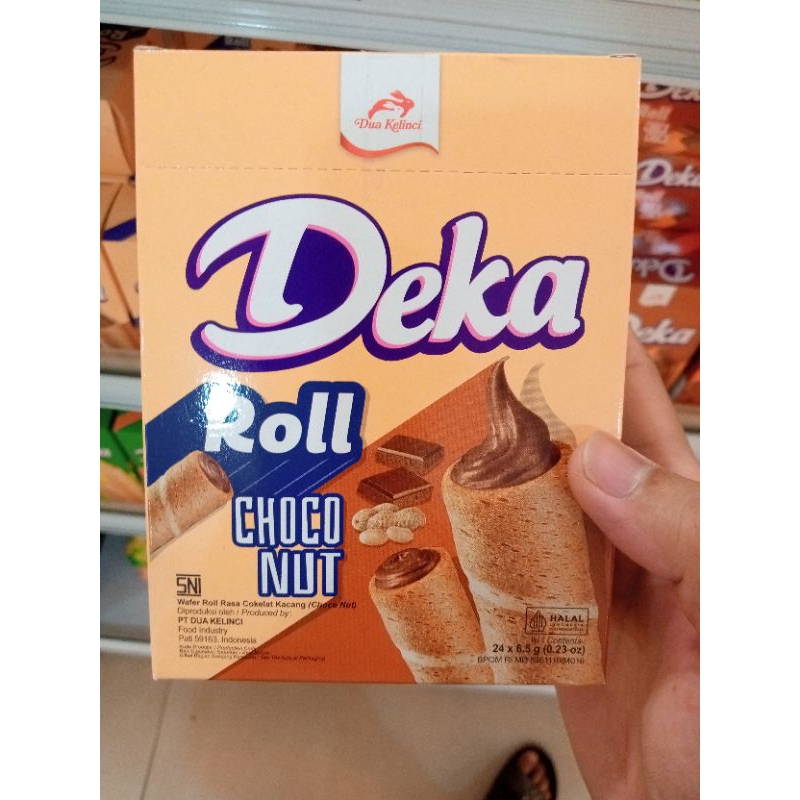 Dua Kelinci
Deka
Roll
CHOCO
NUT
SNI
Wafer Roll Rasa Cokelat Kacang (Choco Nut)
Diproduksi oleh / Produced by :
PT DUA KELINCI
Food Industry
Pati 59163, Indonesia
HALAL
INDONESIA
24 x 6.5 g (0.23 oz)
Deka
Deka
Deka